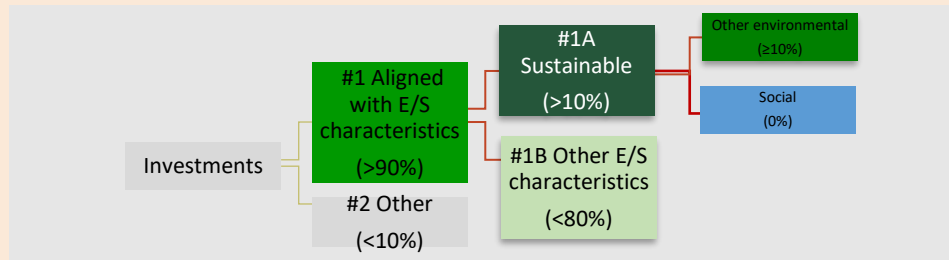 Investments
#1 Aligned
with E/S
characteristics
(>90%)
#2 Other
(<10%)
#1A
Sustainable
(>10%)
#1B Other E/S
characteristics
(<80%)
Other environmental
(≥10%)
Social
(0%)